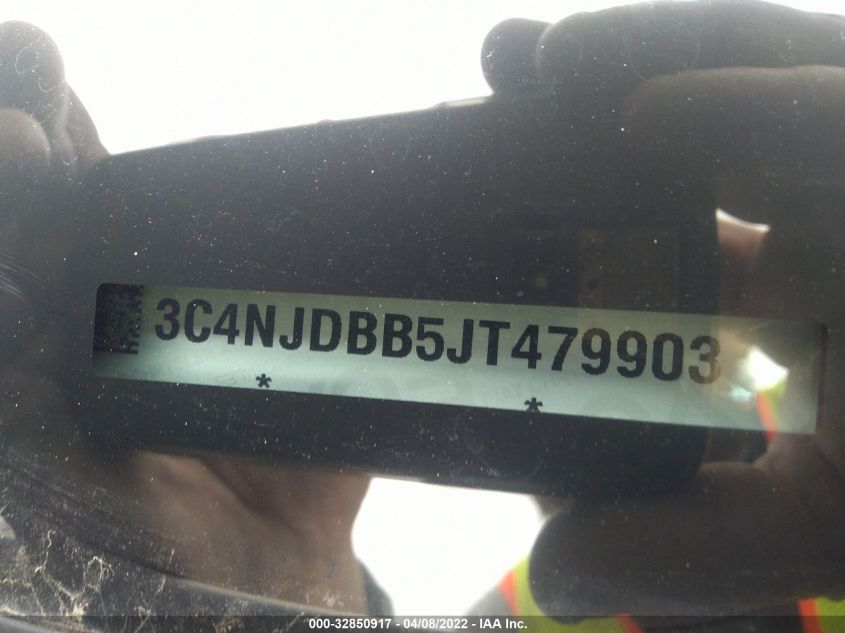 3C4NJDBB5JT479903
* *
000-32850917 - 04/08/2022 - IAA Inc.